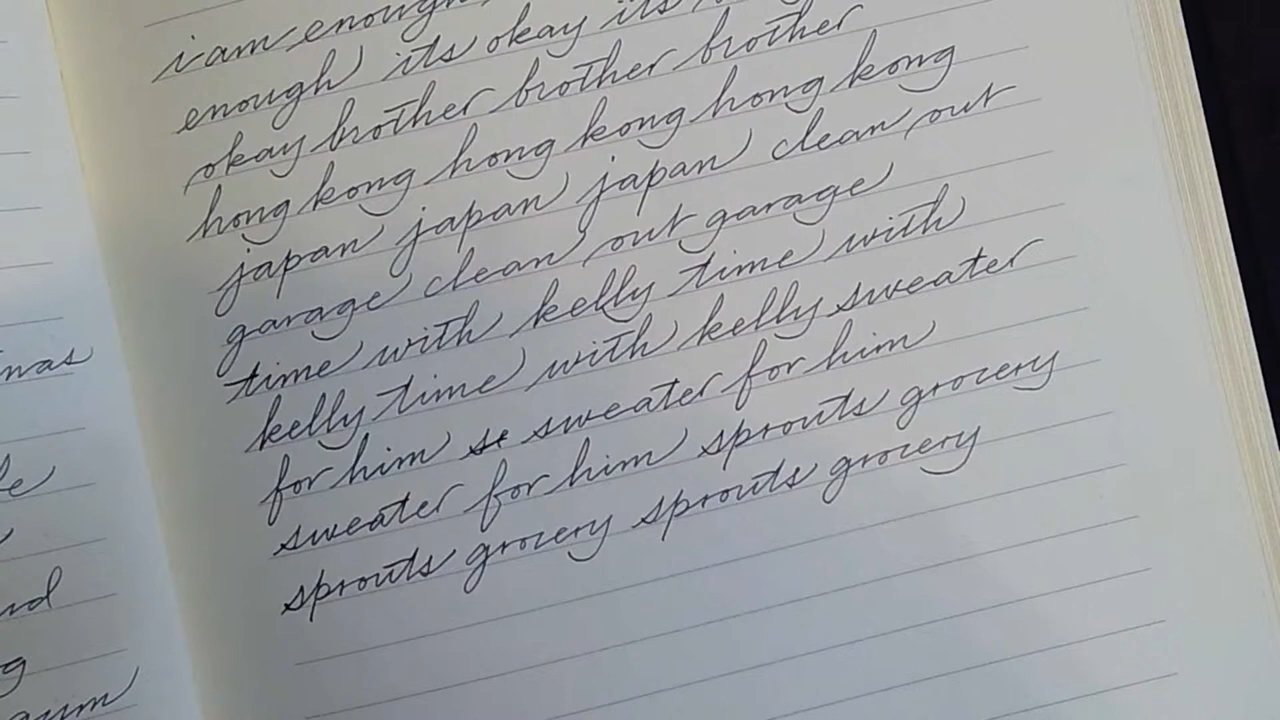 i am enough
enough its okay its
okay brother brother brother
hong kong hong kong hong kong
japan japan japan clean out
garage clean out garage
time with kelly time with
kelly time with kelly sweater
for him se sweater for him
sweater for him sprouts grocery
sprouts grocery sprouts grocery